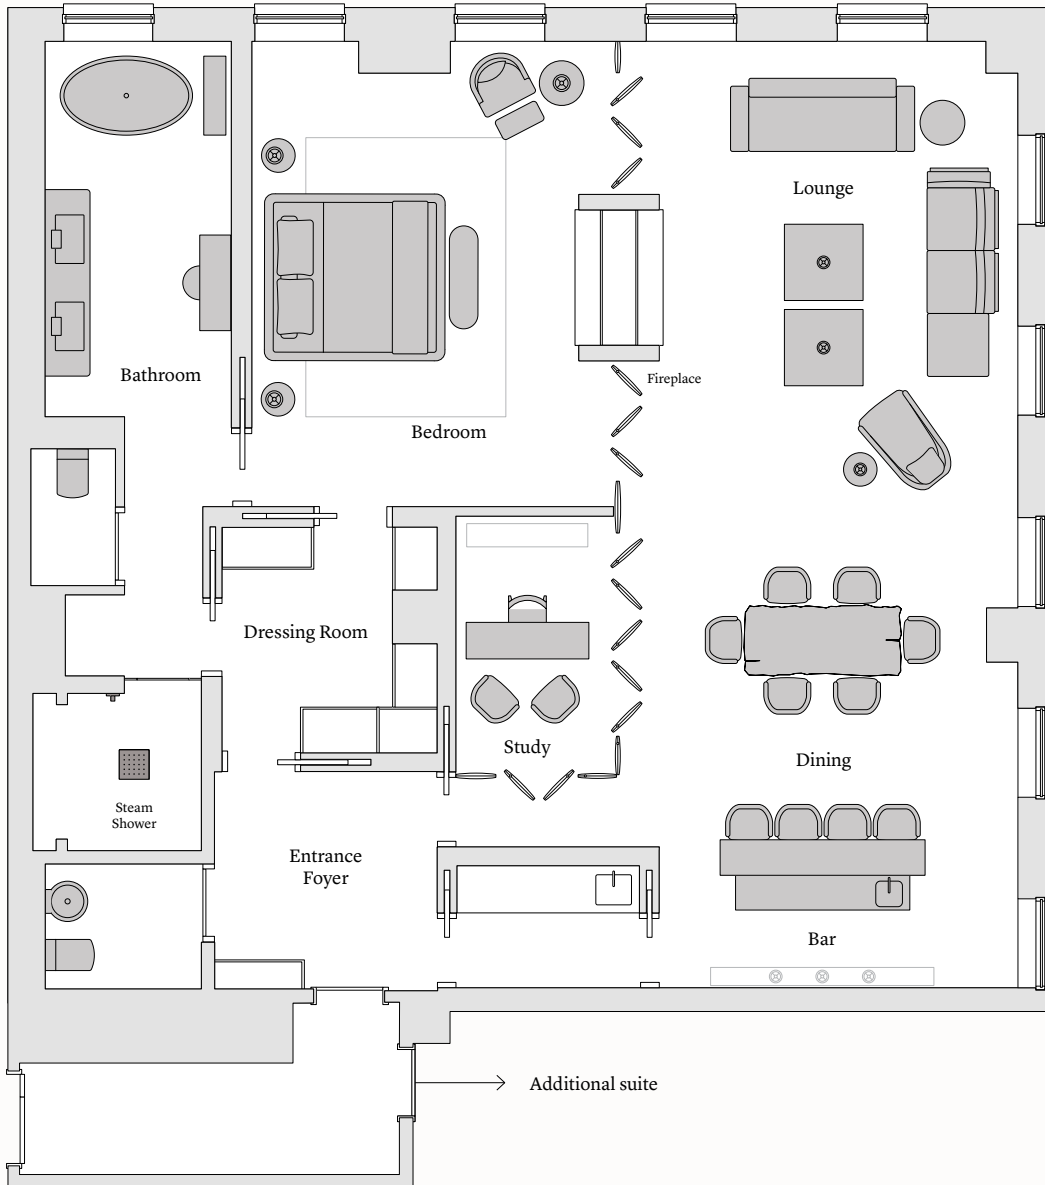 Lounge
Bathroom
Fireplace
Bedroom
Dressing Room
Study
Dining
Steam
Shower
Entrance
Foyer
Bar
Additional suite